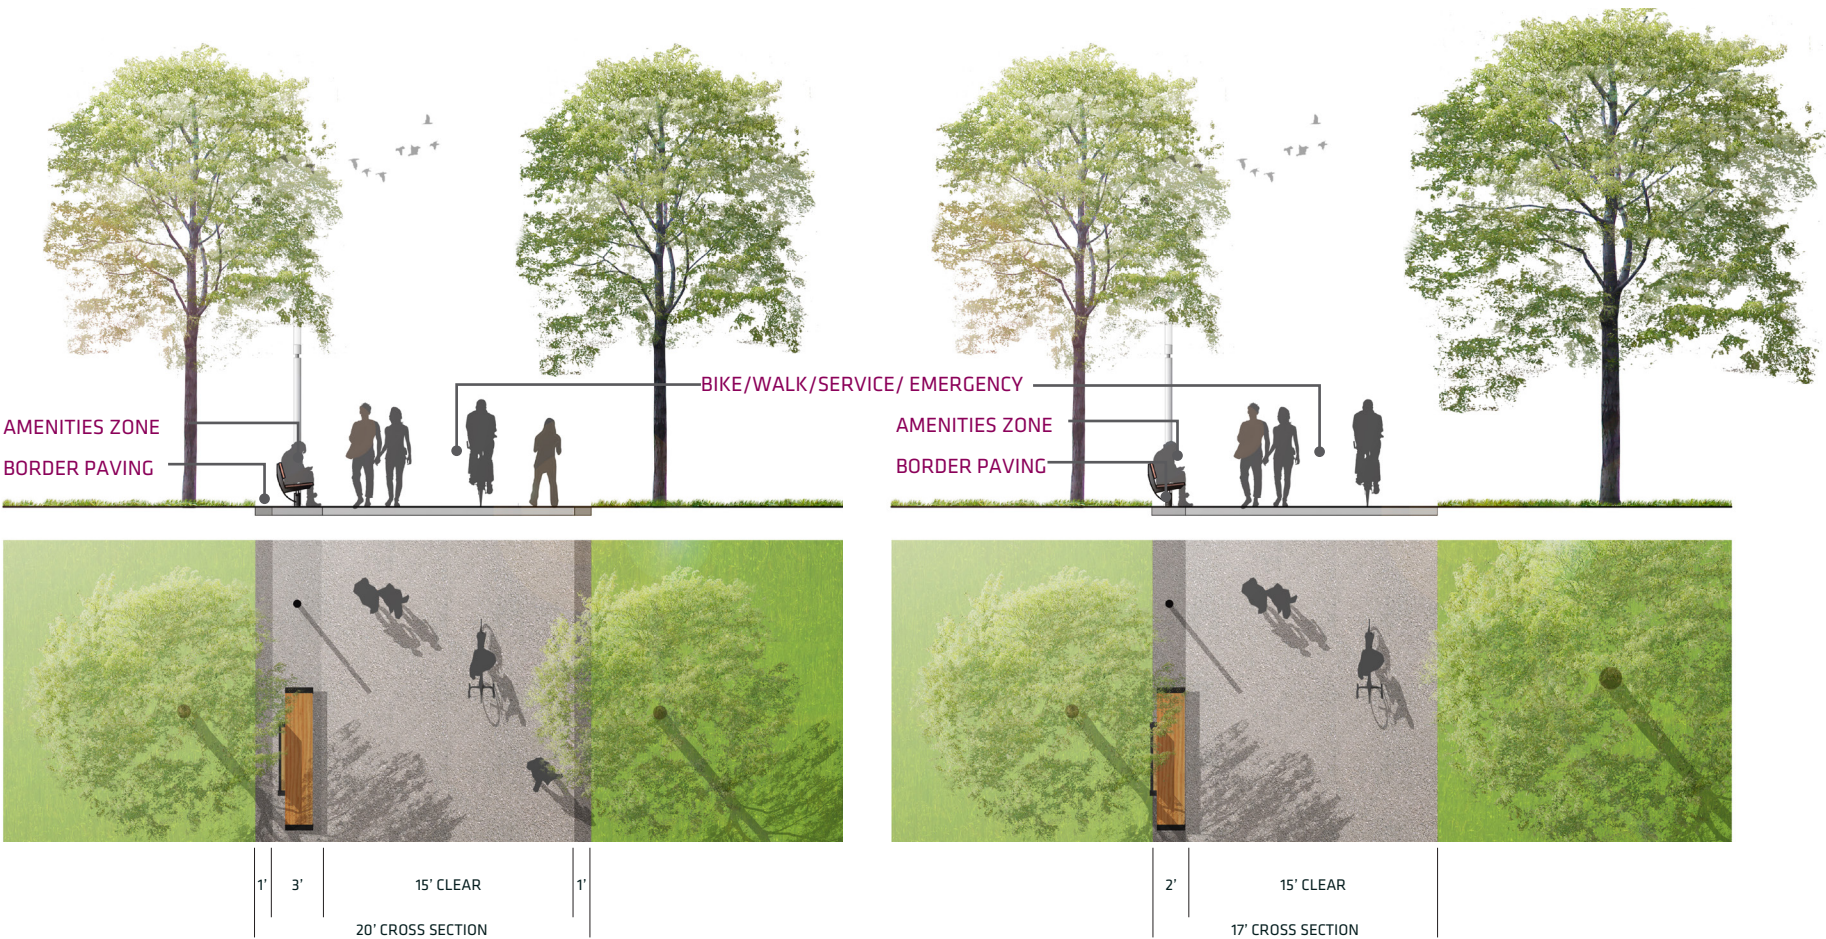 BIKE/WALK/SERVICE/ EMERGENCY
AMENITIES ZONE
BORDER PAVING
AMENITIES ZONE
BORDER PAVING
1’
3’
15’ CLEAR
1’
20’ CROSS SECTION
2’
15’ CLEAR
17’ CROSS SECTION